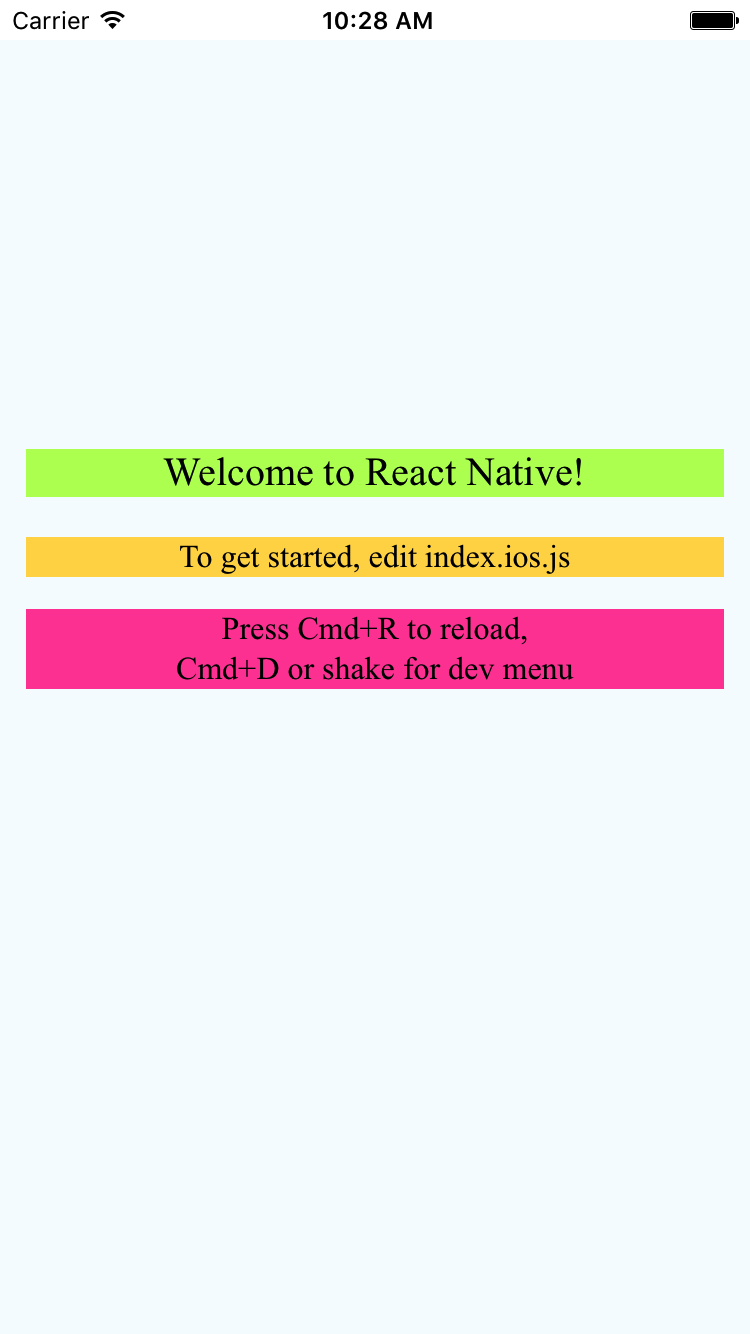 Carrier 10:28 AM
Welcome to React Native!
To get started, edit index.ios.js
Press Cmd+R to reload,
Cmd+D or shake for dev menu